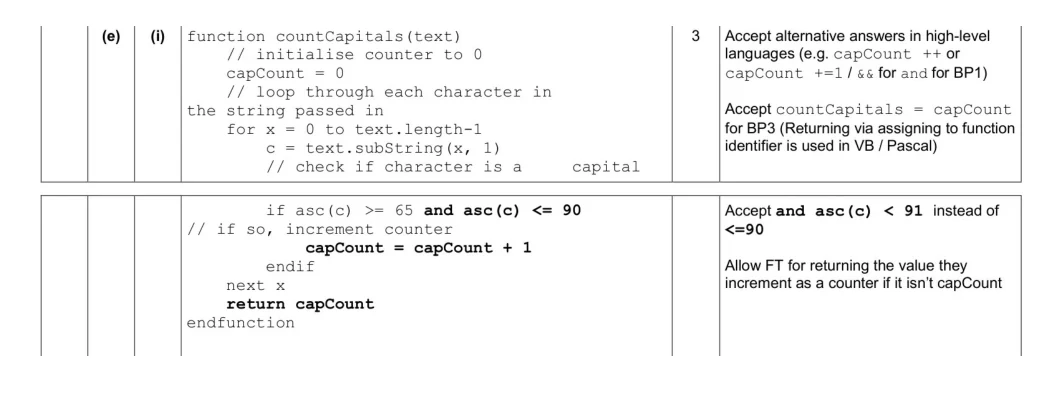 (e) (i) function countCapitals(text) 3 Accept alternative answers in high-level
// initialise counter to 0 languages (e.g. capCount ++ or
capCount = 0 capCount +=1 / && for and for BP1)
// loop through each character in
the string passed in Accept countCapitals = capCount
for x = 0 to text.length-1 for BP3 (Returning via assigning to function
c = text.subString(x, 1) identifier is used in VB / Pascal)
// check if character is a capital
if asc(c) >= 65 and asc(c) <= 90 Accept and asc(c) < 91 instead of
// if so, increment counter <=90
capCount = capCount + 1
endif Allow FT for returning the value they
next x increment as a counter if it isn't capCount
return capCount
endfunction